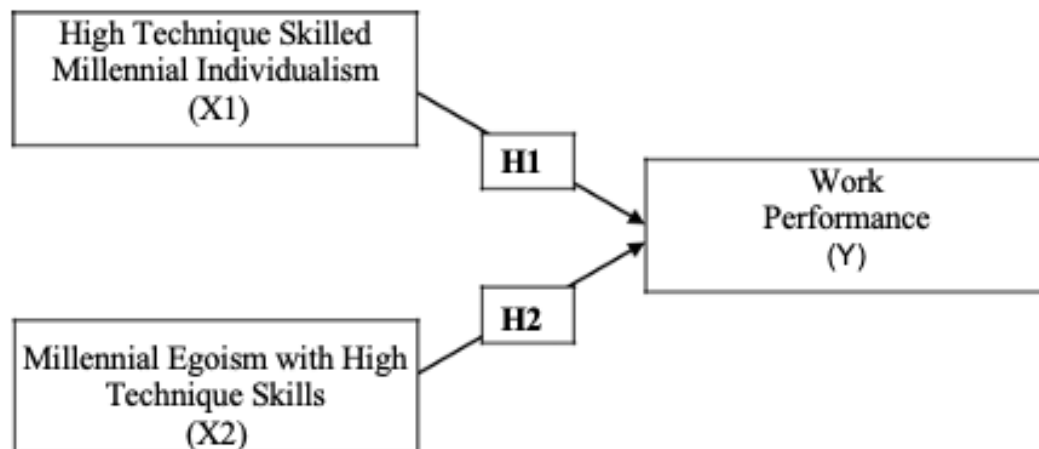 High Technique Skilled
Millennial Individualism
(X1)
H1
Work
Performance
(Y)
H2
Millennial Egoism with High
Technique Skills
(X2)